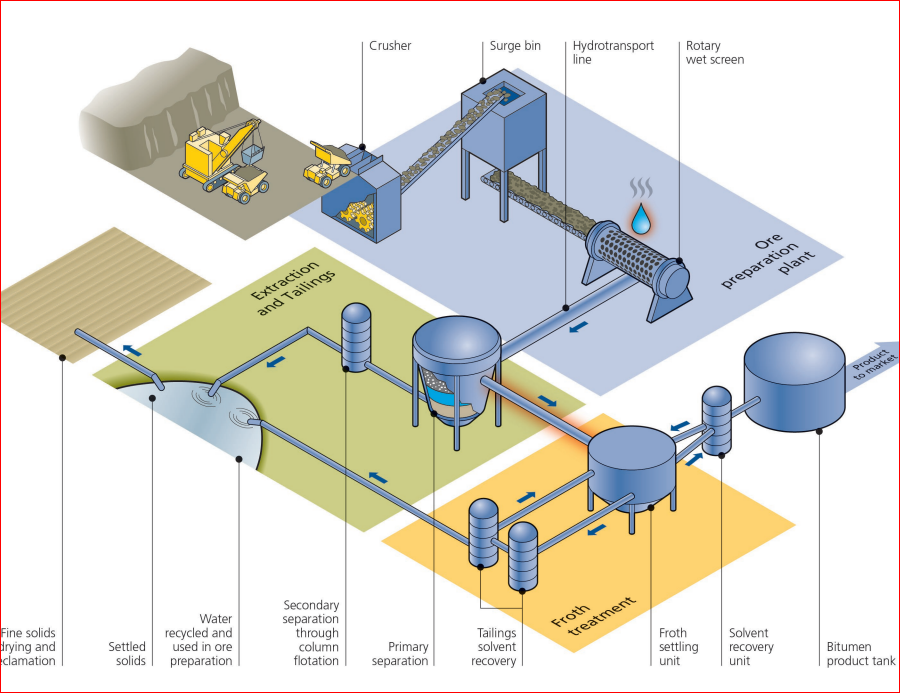 Crusher
Surge bin
Hydrotransport
line
Rotary
wet screen
Ore
preparation
plant
Extraction
and Tailings
Product
to market
Froth
treatment
Fine solids
drying and
eclamation
Settled
solids
Water
recycled and
used in ore
preparation
Secondary
separation
through
column
flotation
Primary
separation
Tailings
solvent
recovery
Froth
settling
unit
Solvent
recovery
unit
Bitumen
product tank